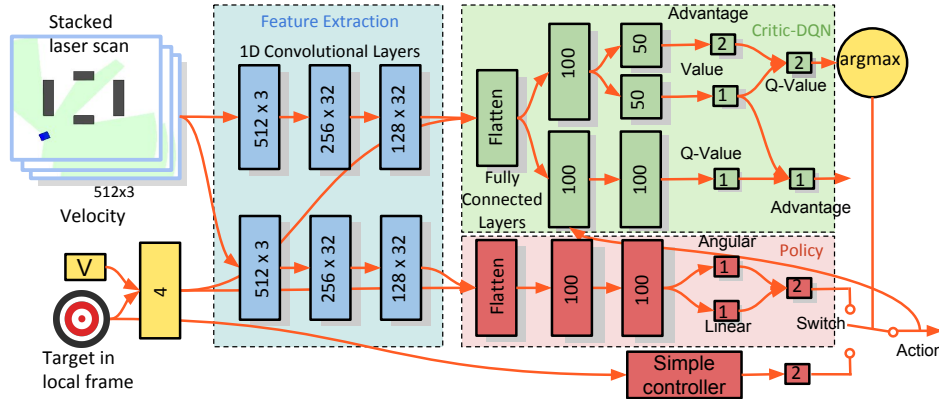 Stacked
laser scan
512x3
Velocity
V
4
Target in
local frame
Feature Extraction
1D Convolutional Layers
512 x 3
256 x 32
128 x 32
512 x 3
256 x 32
128 x 32
Critic-DQN
Flatten
Fully
Connected
Layers
100
50
50
Advantage
2
Value
1
2
Q-Value
argmax
100
100
Q-Value
1
1
Advantage
Policy
Flatten
100
100
Angular
1
1
Linear
2
Switch
Action
Simple
controller
2